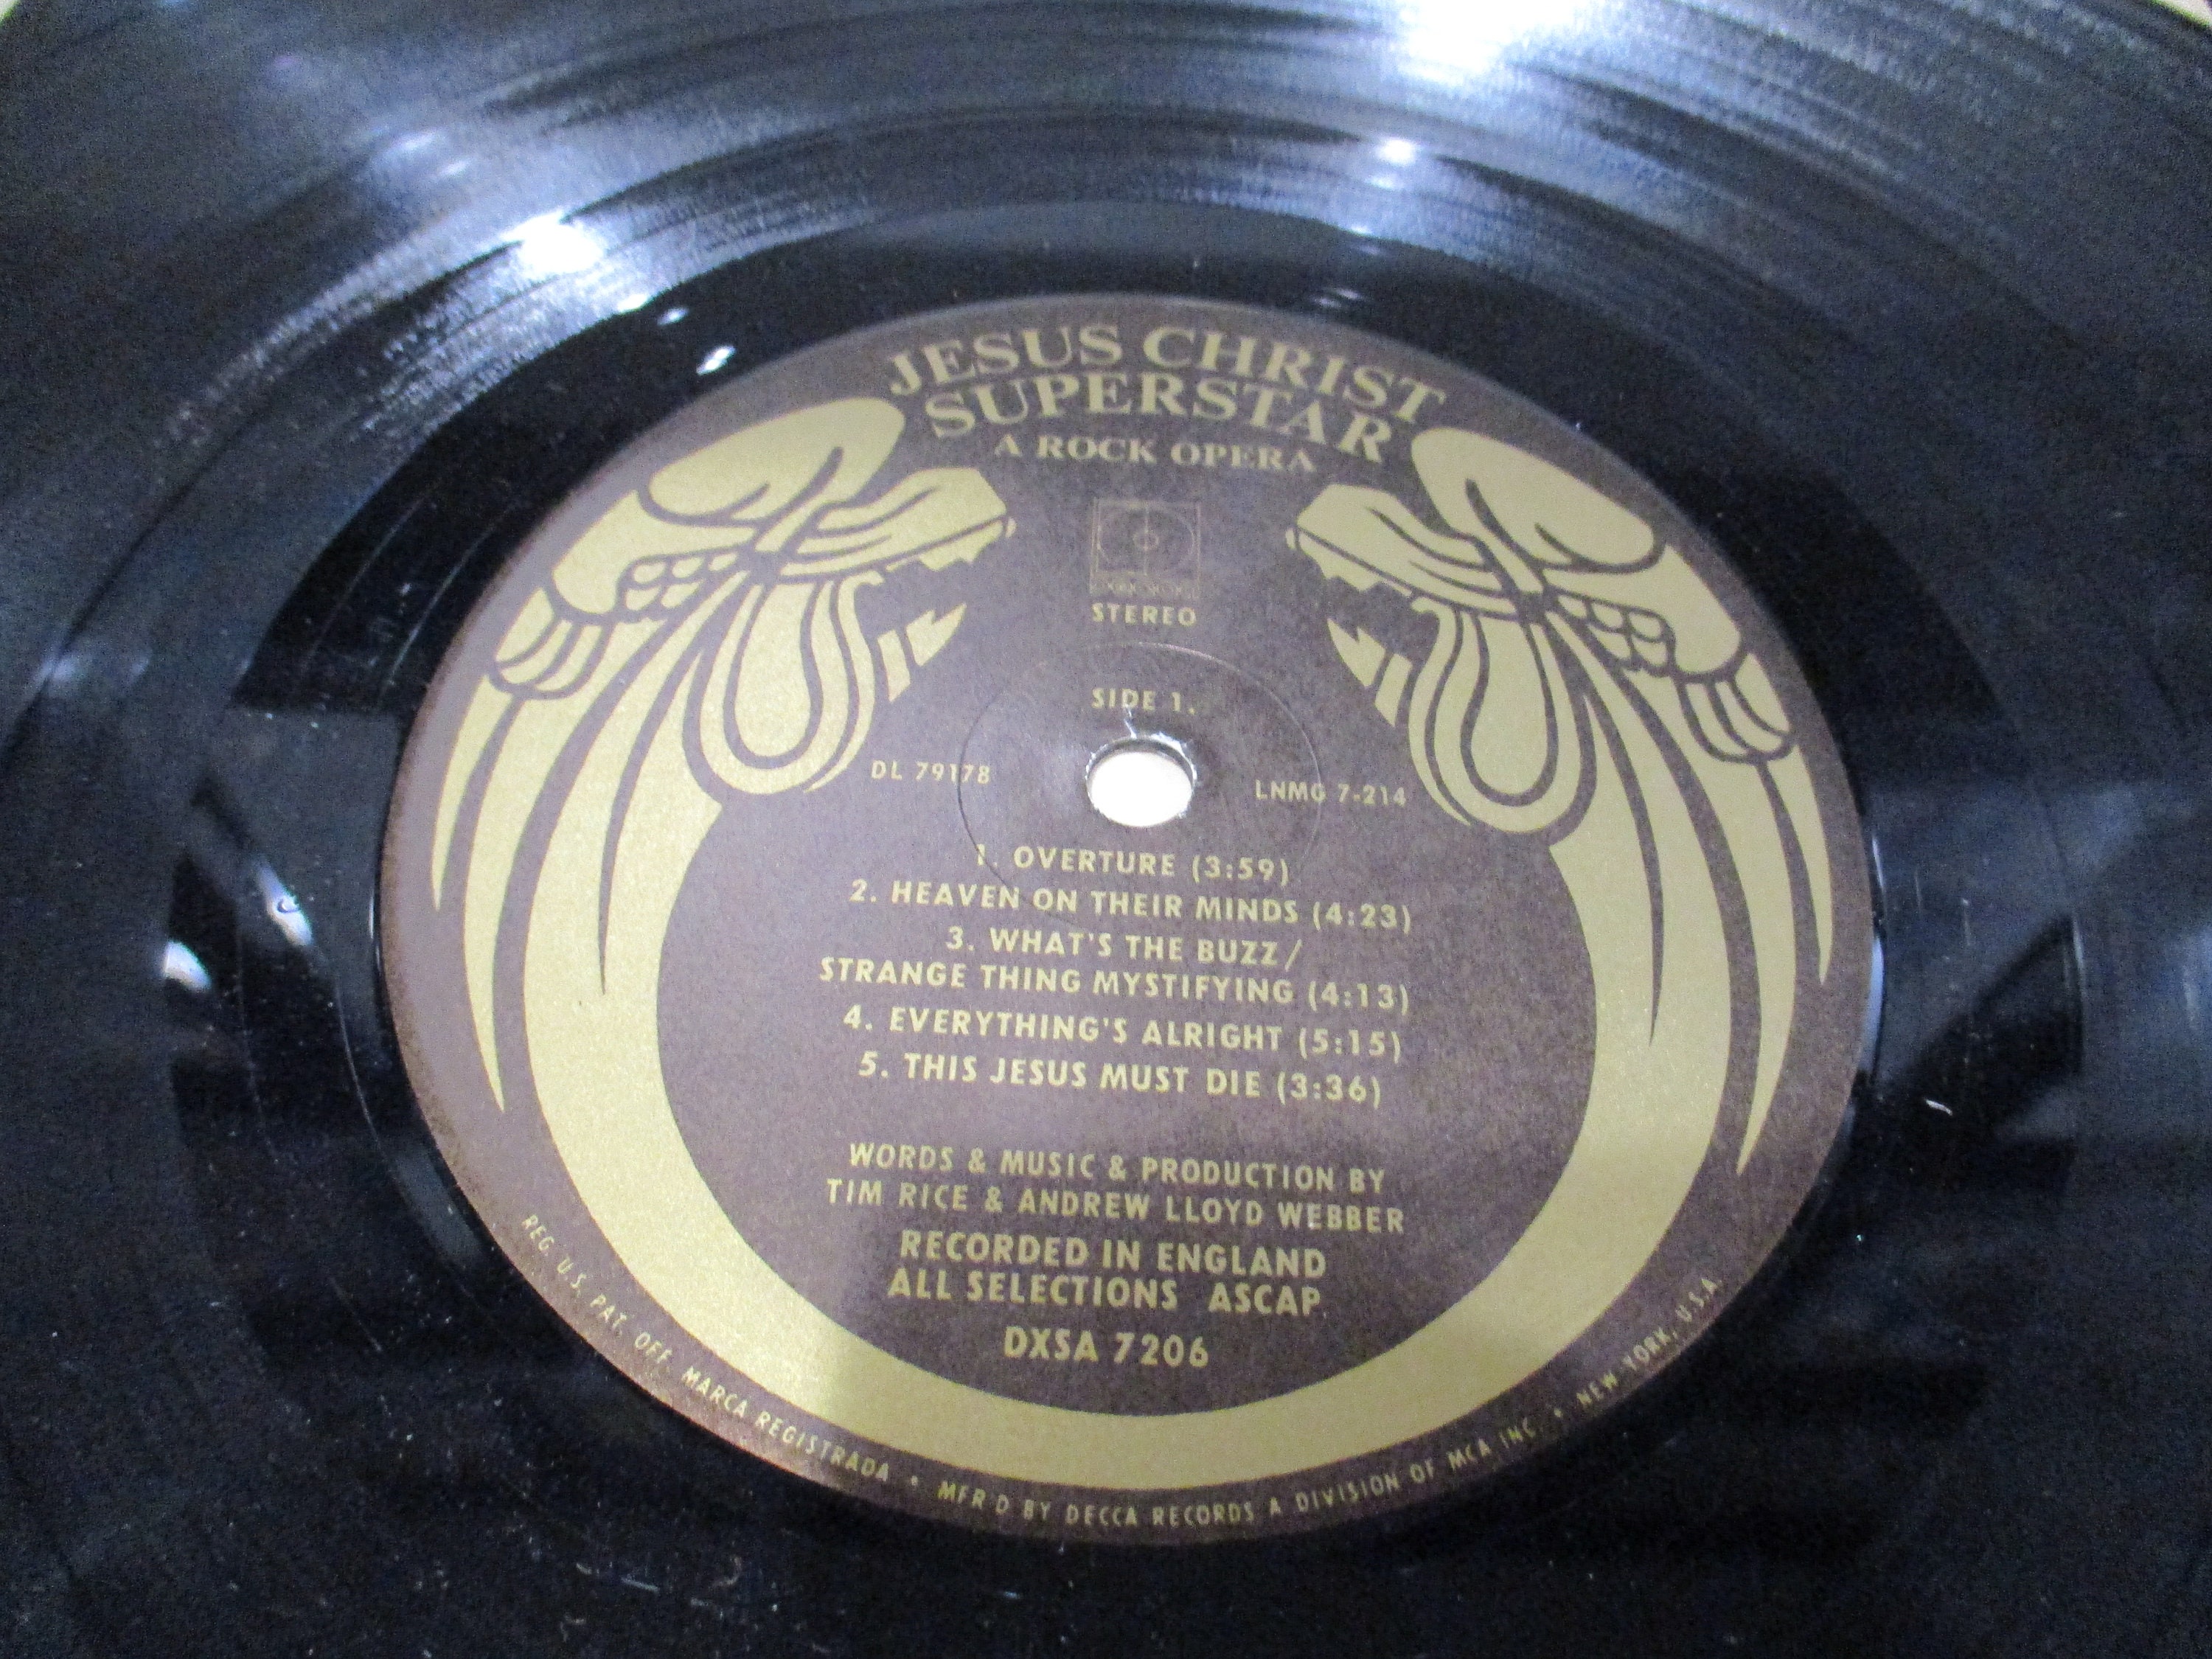 JESUS CHRIST
SUPERSTAR
A ROCK OPERA
STEREO
SIDE 1.
DL 79178
LNMG 7-214
1. OVERTURE (3:59)
2. HEAVEN ON THEIR MINDS (4:23)
3. WHAT'S THE BUZZ/
STRANGE THING MYSTIFYING (4:13)
4. EVERYTHING'S ALRIGHT (5:15)
5. THIS JESUS MUST DIE (3:36)
WORDS & MUSIC & PRODUCTION BY
TIM RICE & ANDREW LLOYD WEBBER
RECORDED IN ENGLAND
ALL SELECTIONS ASCAP.
DXSA 7206
REG. U.S. PAT. OFF. MARCA REGISTRADA • MFR'D BY DECCA RECORDS A DIVISION OF MCA INC. • NEW YORK, U.S.A.